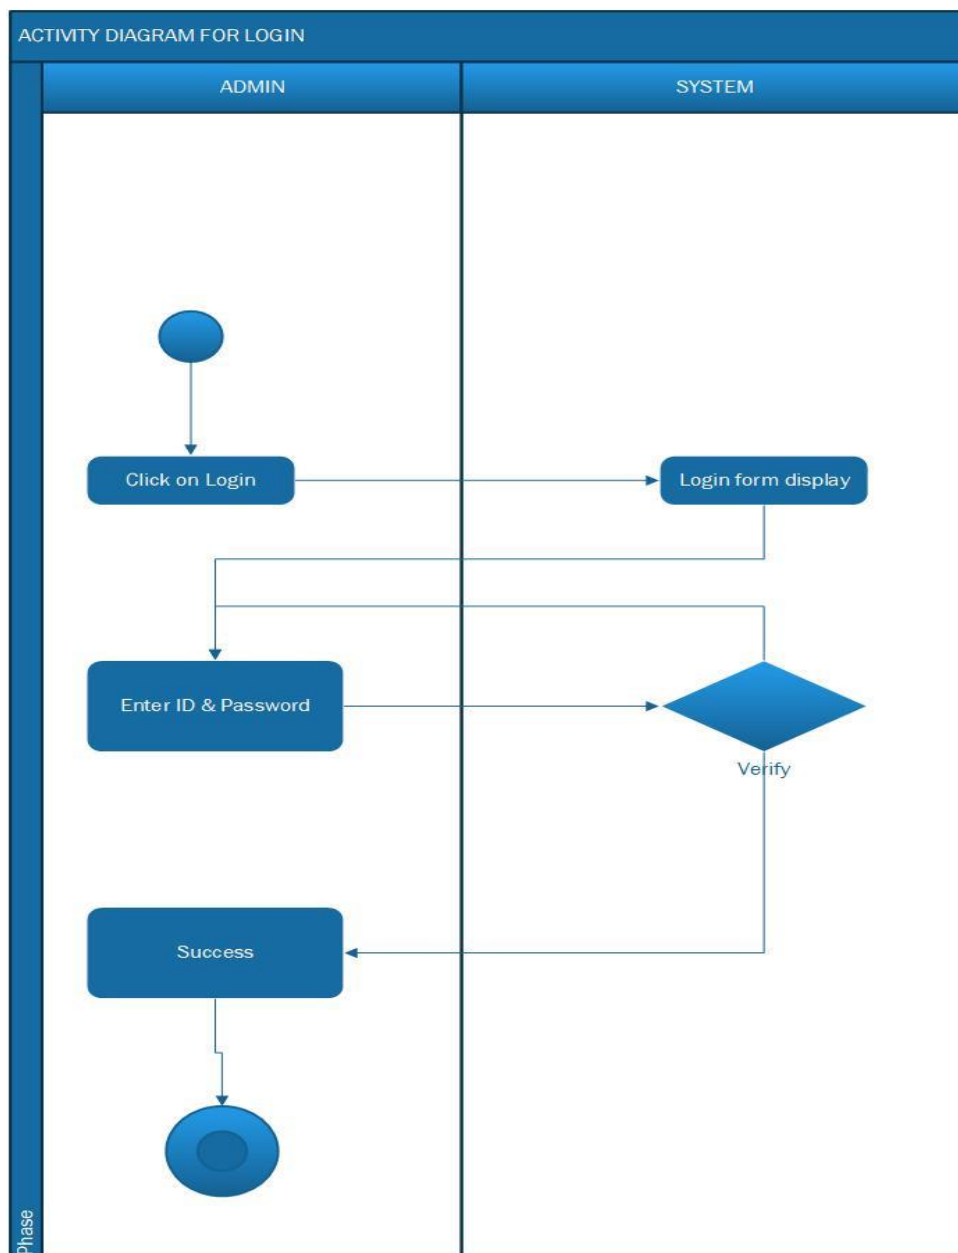 ACTIVITY DIAGRAM FOR LOGIN
ADMIN
SYSTEM
Click on Login
Login form display
Enter ID & Password
Verify
Success
Phase